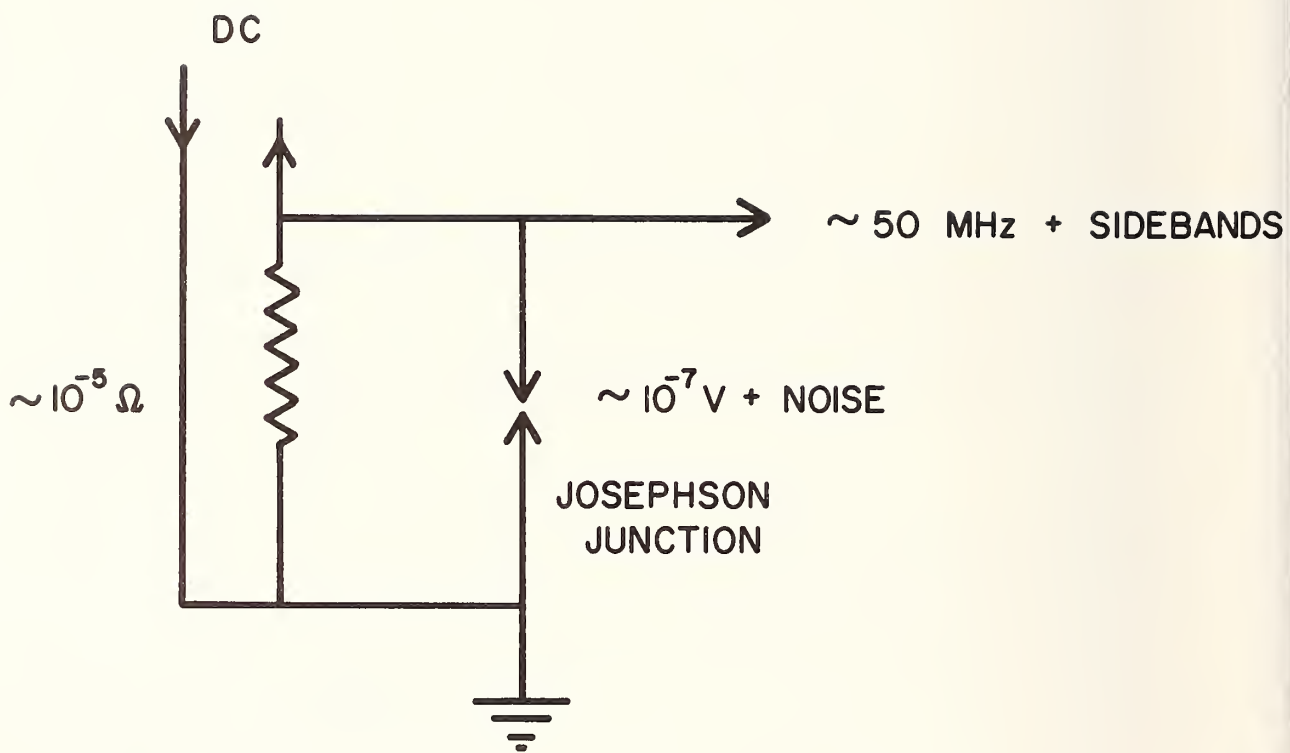 DC
~ 50 MHz + SIDEBANDS
~ 10⁻⁵ Ω
~ 10⁻⁷ V + NOISE
JOSEPHSON
JUNCTION